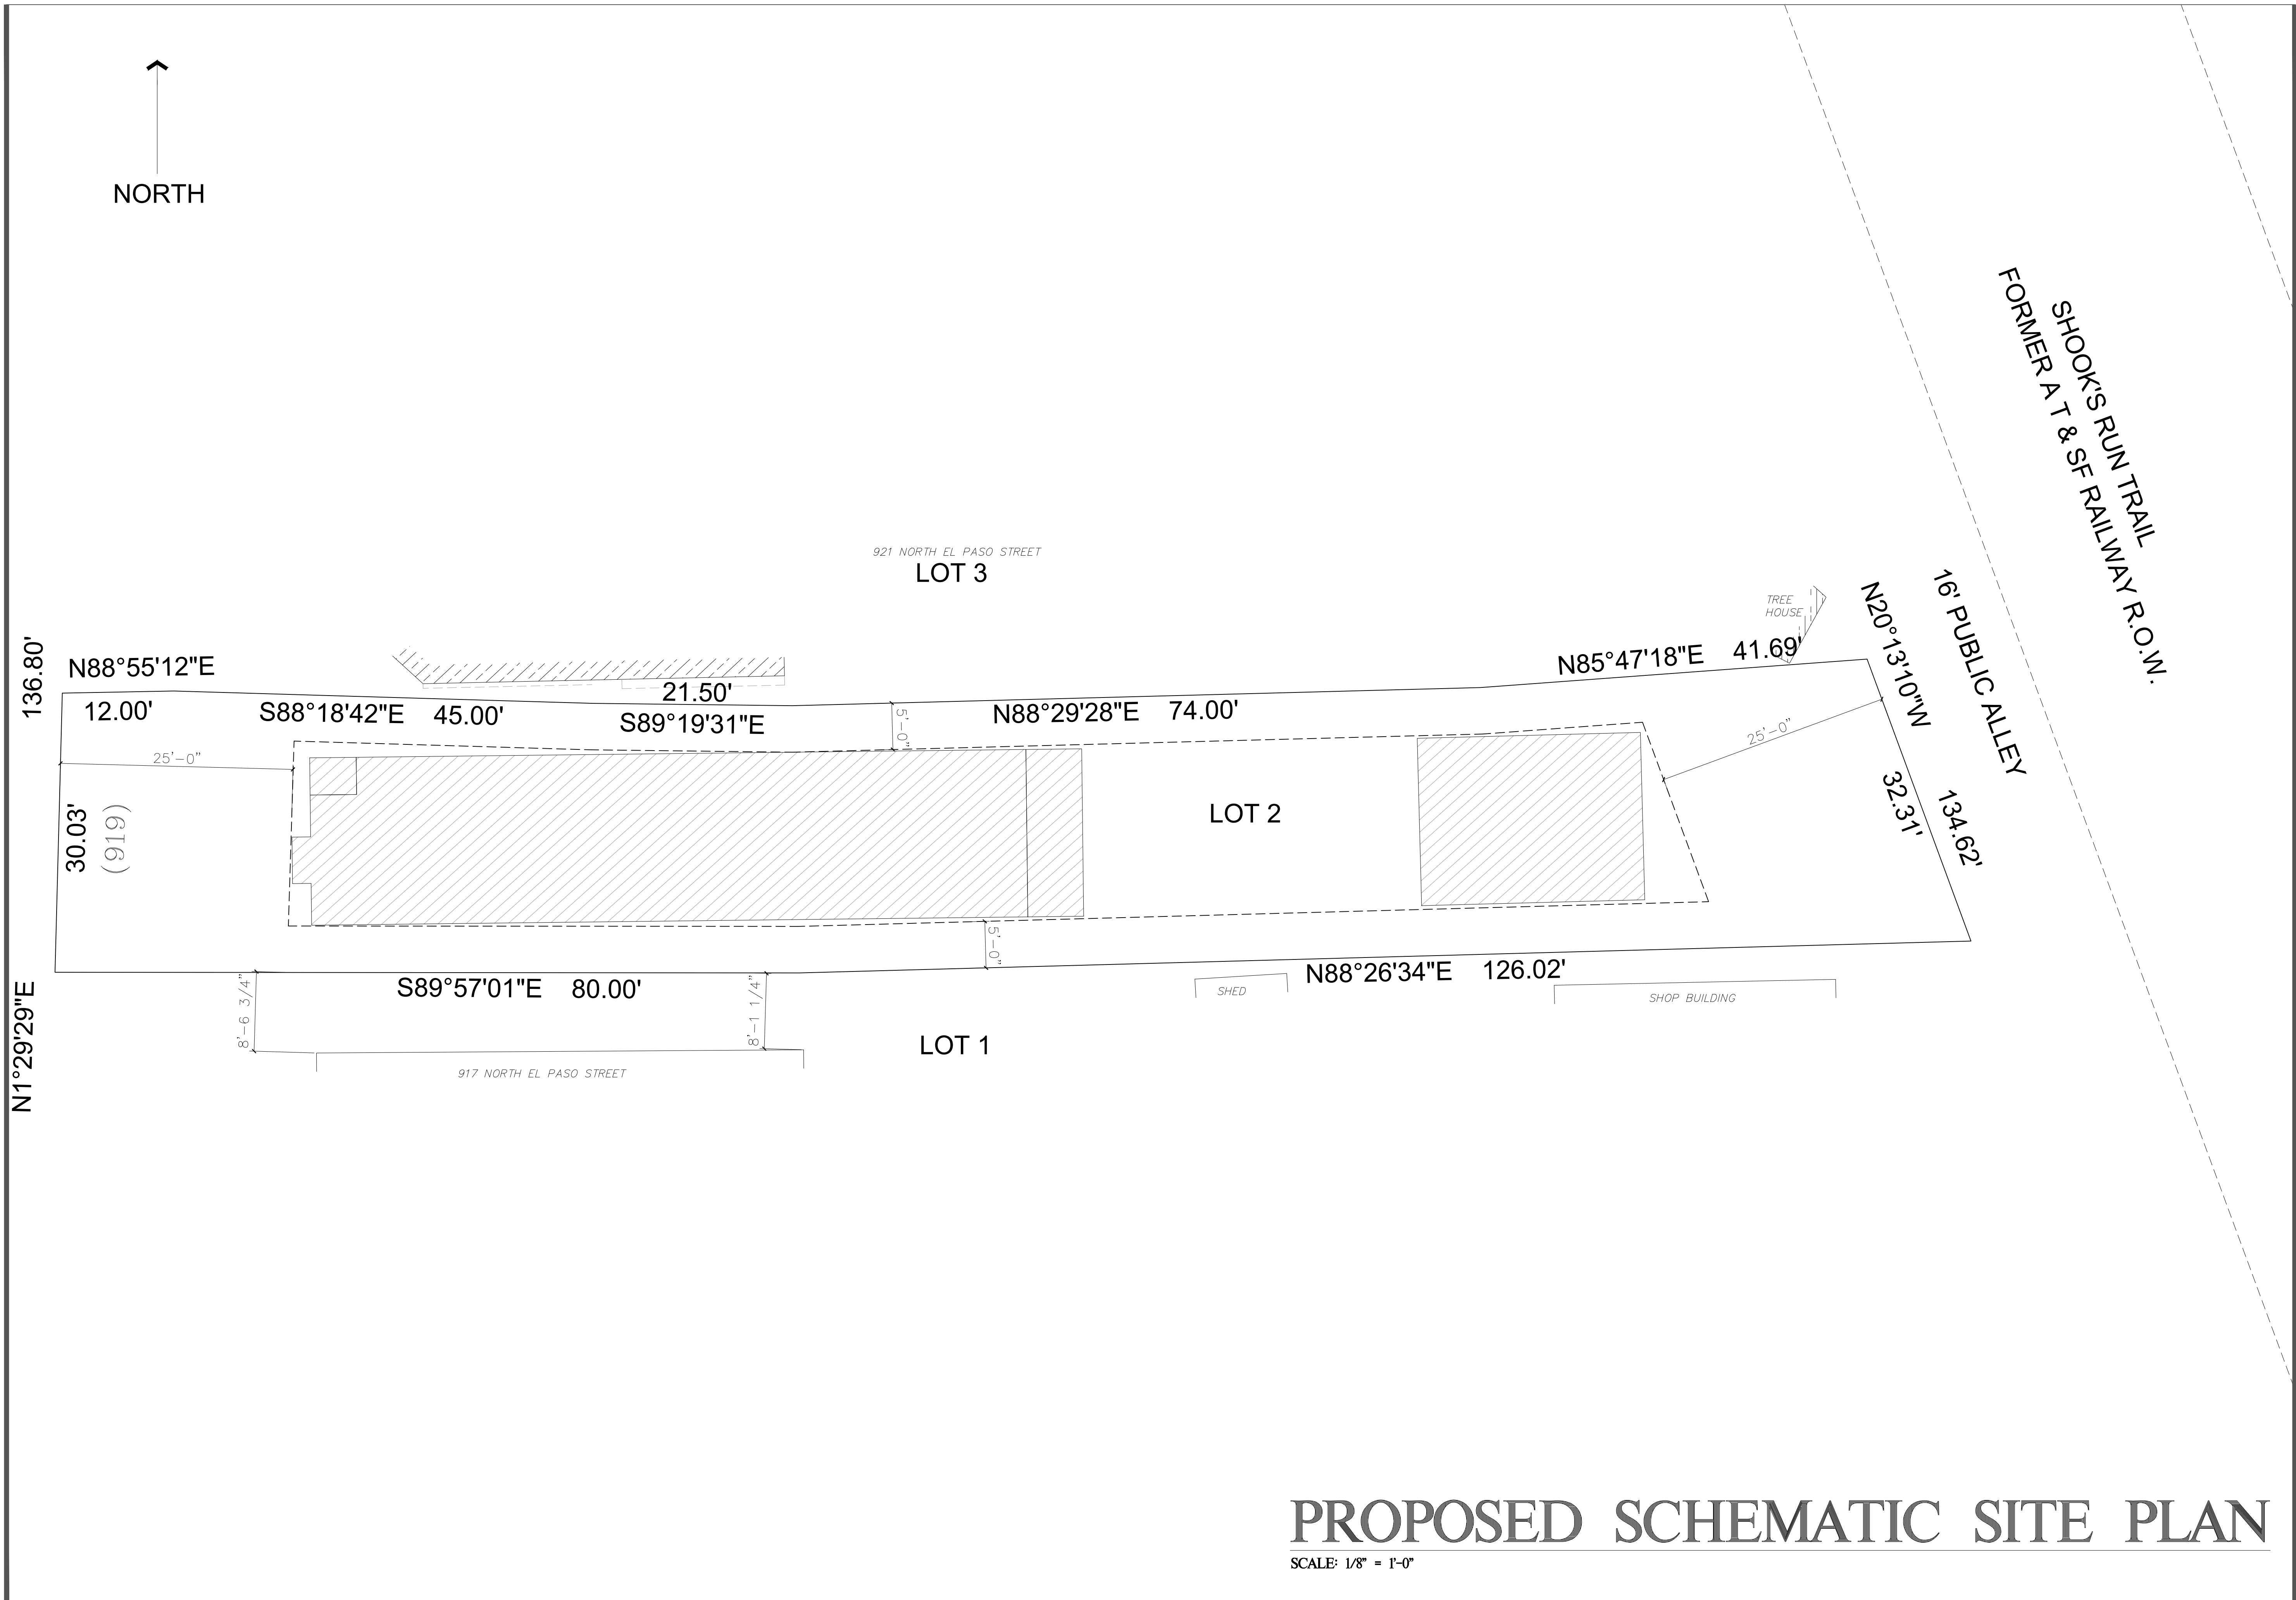 NORTH
921 NORTH EL PASO STREET
LOT 3
SHOOK'S RUN TRAIL
FORMER A T & SF RAILWAY R.O.W.
16' PUBLIC ALLEY
TREE
HOUSE
N20°13'10"W
136.80'
N88°55'12"E
12.00'
S88°18'42"E 45.00'
21.50'
S89°19'31"E
5'-0"
N88°29'28"E 74.00'
N85°47'18"E 41.69'
25'-0"
25'-0"
30.03'
(919)
LOT 2
32.31'
134.62'
5'-0"
N1°29'29"E
8'-6 3/4"
S89°57'01"E 80.00'
8'-1 1/4"
N88°26'34"E 126.02'
SHED
SHOP BUILDING
LOT 1
917 NORTH EL PASO STREET
PROPOSED SCHEMATIC SITE PLAN
SCALE: 1/8" = 1'-0"